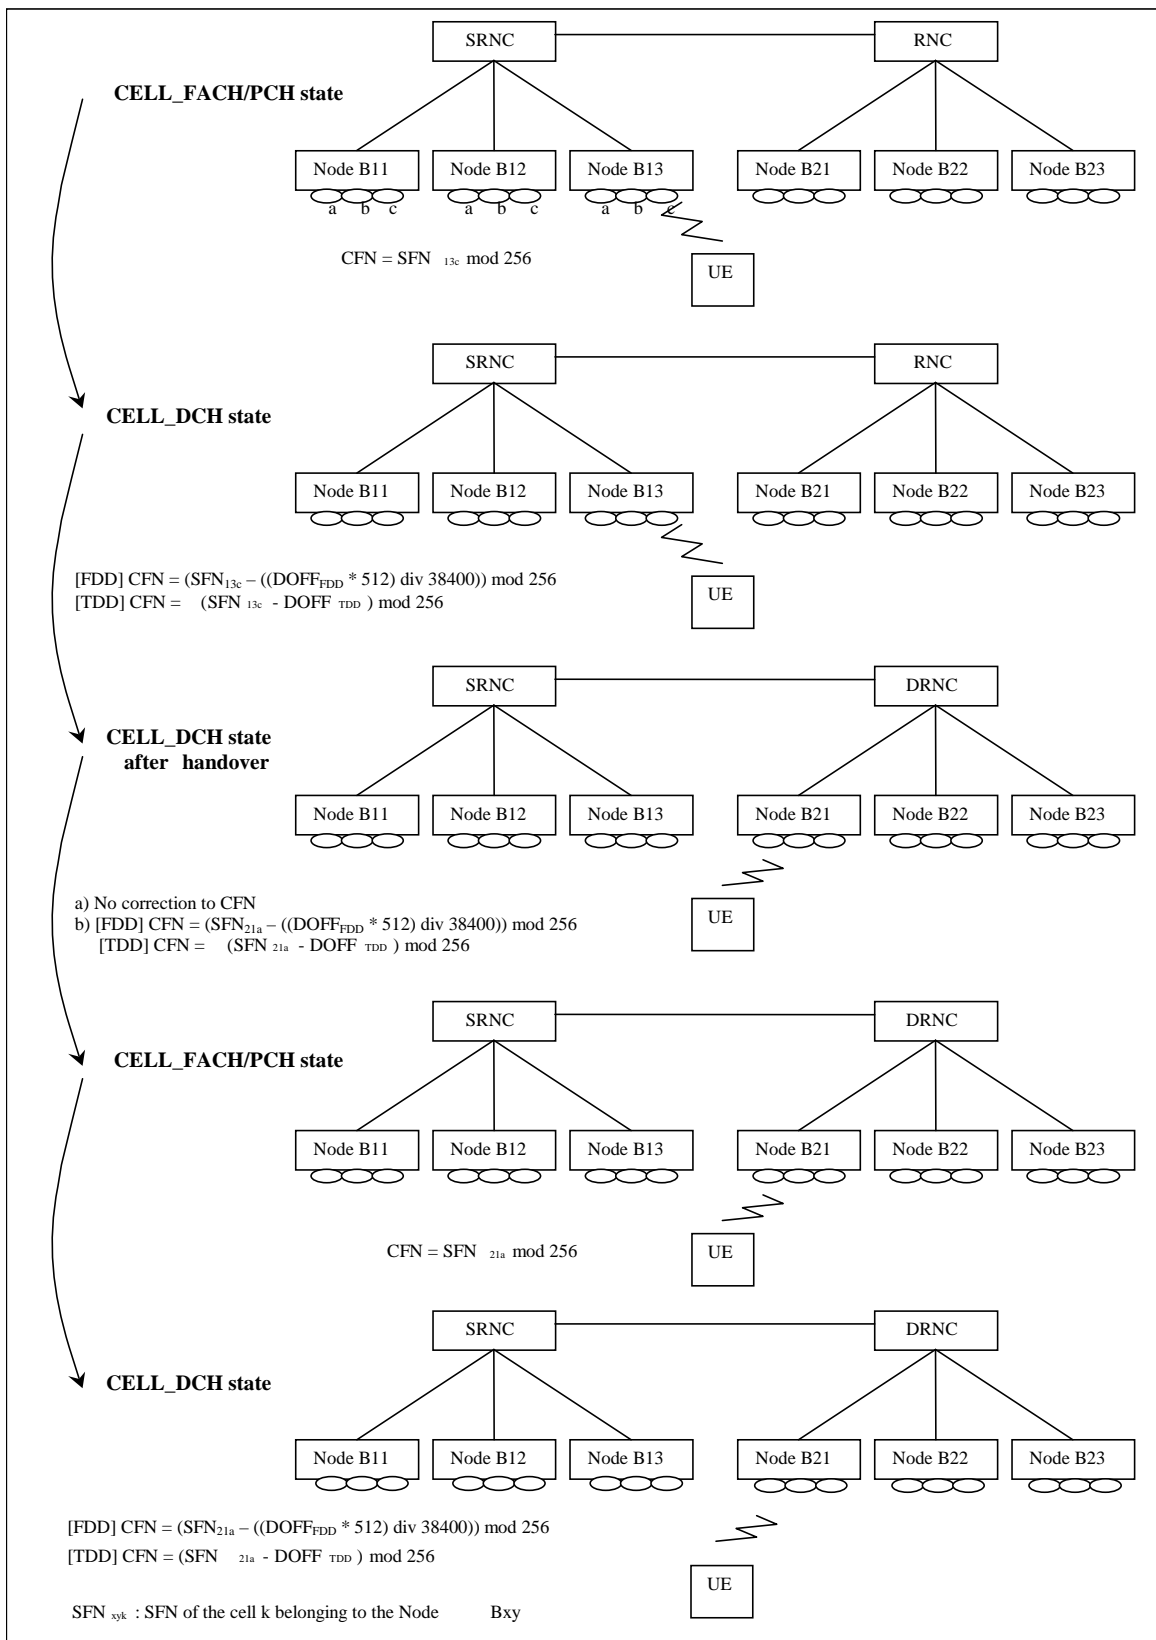 SRNC RNC
CELL_FACH/PCH state
Node B11 Node B12 Node B13 Node B21 Node B22 Node B23
a b c a b c a b c
CFN = SFN 13c mod 256
UE
SRNC RNC
CELL_DCH state
Node B11 Node B12 Node B13 Node B21 Node B22 Node B23
[FDD] CFN = (SFN13c – ((DOFFFDD * 512) div 38400)) mod 256
[TDD] CFN = (SFN 13c - DOFF TDD ) mod 256
UE
SRNC DRNC
CELL_DCH state
after handover
Node B11 Node B12 Node B13 Node B21 Node B22 Node B23
a) No correction to CFN
b) [FDD] CFN = (SFN21a – ((DOFFFDD * 512) div 38400)) mod 256
[TDD] CFN = (SFN 21a - DOFF TDD ) mod 256
UE
SRNC DRNC
CELL_FACH/PCH state
Node B11 Node B12 Node B13 Node B21 Node B22 Node B23
CFN = SFN 21a mod 256
UE
SRNC DRNC
CELL_DCH state
Node B11 Node B12 Node B13 Node B21 Node B22 Node B23
[FDD] CFN = (SFN21a – ((DOFFFDD * 512) div 38400)) mod 256
[TDD] CFN = (SFN 21a - DOFF TDD ) mod 256
UE
SFN xyk : SFN of the cell k belonging to the Node Bxy